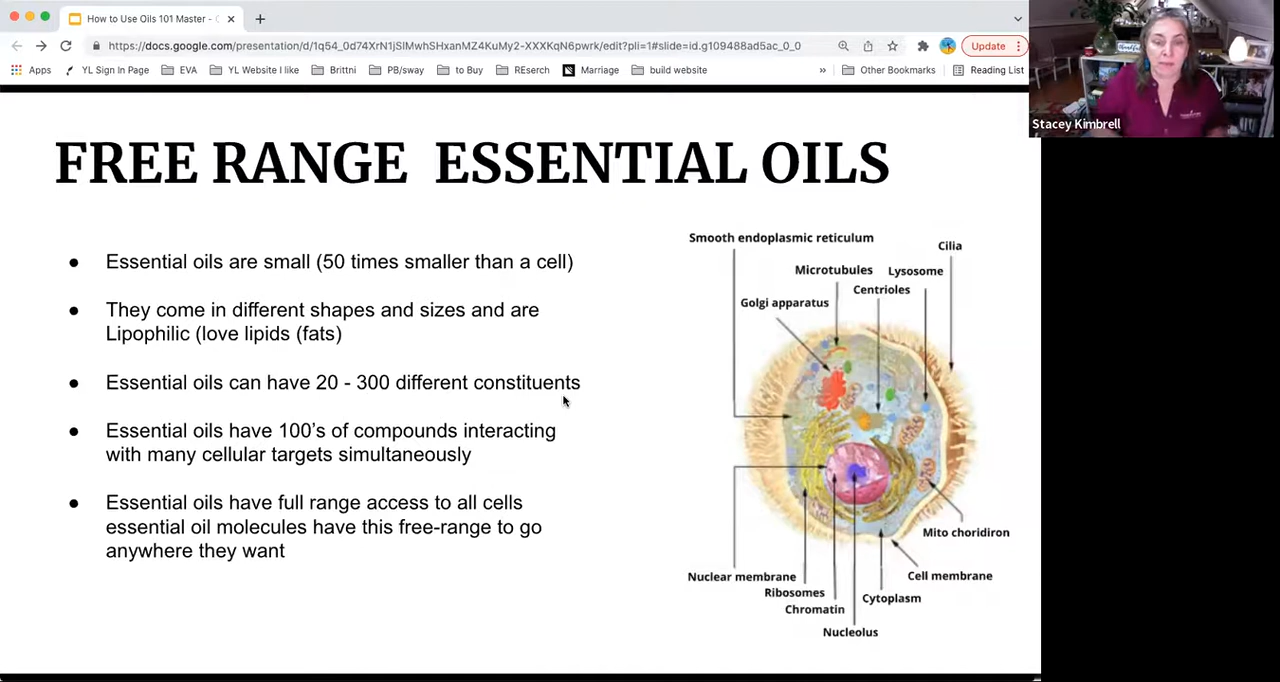 How to Use Oils 101 Master -
Update
https://docs.google.com/presentation/d/1q54_0d74XrN1jSIMwhSHxanMZ4KuMy2-XXXKqN6pwrk/edit?pli=1#slide=id.g109488ad5ac_0_0
Apps
YL Sign In Page
EVA
YL Website I like
Brittni
PB/sway
to Buy
REserch
Marriage
build website
»
Other Bookmarks
Reading List
Stacey Kimbrell
FREE RANGE ESSENTIAL OILS
● Essential oils are small (50 times smaller than a cell)
● They come in different shapes and sizes and are
Lipophilic (love lipids (fats)
● Essential oils can have 20 - 300 different constituents
● Essential oils have 100's of compounds interacting
with many cellular targets simultaneously
● Essential oils have full range access to all cells
essential oil molecules have this free-range to go
anywhere they want
Smooth endoplasmic reticulum
Cilia
Microtubules
Lysosome
Centrioles
Golgi apparatus
Mito choridiron
Cell membrane
Nuclear membrane
Ribosomes
Cytoplasm
Chromatin
Nucleolus